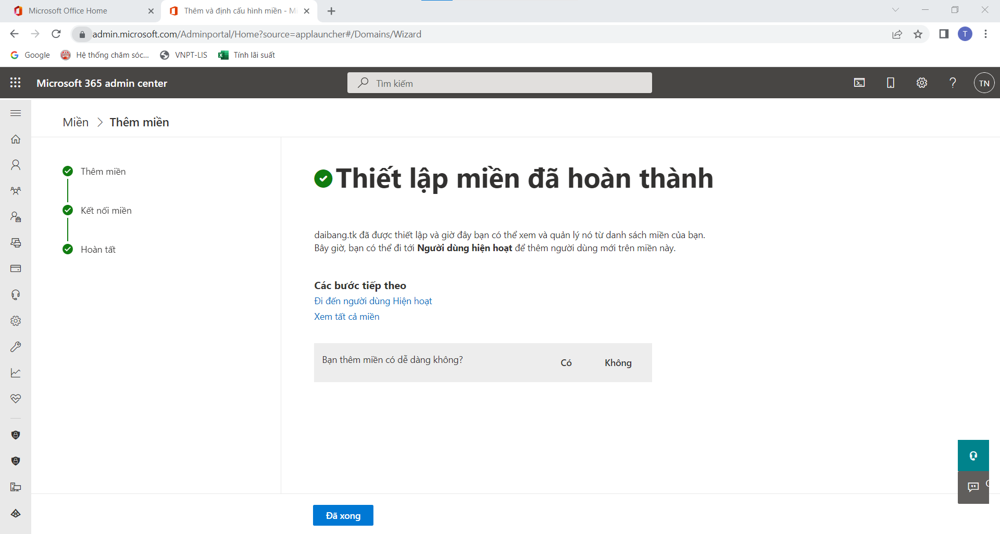 Microsoft Office Home
Thêm và định cấu hình miền - Mi
admin.microsoft.com/Adminportal/Home?source=applauncher#/Domains/Wizard
T
Google
Hệ thống chăm sóc...
VNPT-LIS
Tính lãi suất
Microsoft 365 admin center
Tìm kiếm
TN
Miền > Thêm miền
Thêm miền
Kết nối miền
Hoàn tất
Thiết lập miền đã hoàn thành
daibang.tk đã được thiết lập và giờ đây bạn có thể xem và quản lý nó từ danh sách miền của bạn.
Bây giờ, bạn có thể đi tới Người dùng hiện hoạt để thêm người dùng mới trên miền này.
Các bước tiếp theo
Đi đến người dùng Hiện hoạt
Xem tất cả miền
Bạn thêm miền có dễ dàng không?
Có
Không
Đã xong